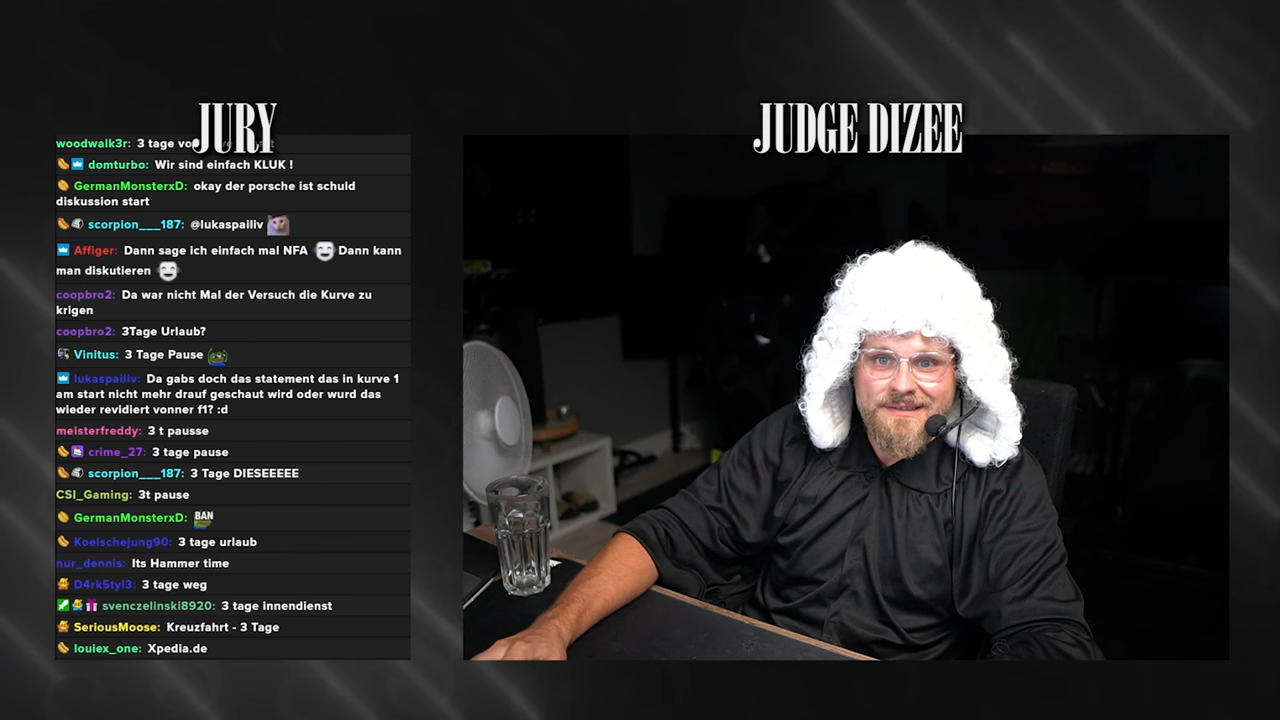 JURY
JUDGE DIZEE
woodwalk3r: 3 tage
domturbo: Wir sind einfach KLUK !
GermanMonsterxD: okay der porsche ist schuld
diskussion start
scorpion___187: @lukaspailiv
Affiger: Dann sage ich einfach mal NFA Dann kann
man diskutieren
coopbro2: Da war nicht Mal der Versuch die Kurve zu
krigen
coopbro2: 3Tage Urlaub?
Vinitus: 3 Tage Pause
lukaspailiv: Da gabs doch das statement das in kurve 1
am start nicht mehr drauf geschaut wird oder wurd das
wieder revidiert vonner f1? :d
meisterfreddy: 3 t pausse
crime_27: 3 tage pause
scorpion___187: 3 Tage DIESEEEEE
CSI_Gaming: 3t pause
GermanMonsterxD: BAN
Koelschejung90: 3 tage urlaub
nur_dennis: Its Hammer time
D4rk5tyl3: 3 tage weg
svenczelinski8920: 3 tage innendienst
SeriousMoose: Kreuzfahrt - 3 Tage
louiex_one: Xpedia.de